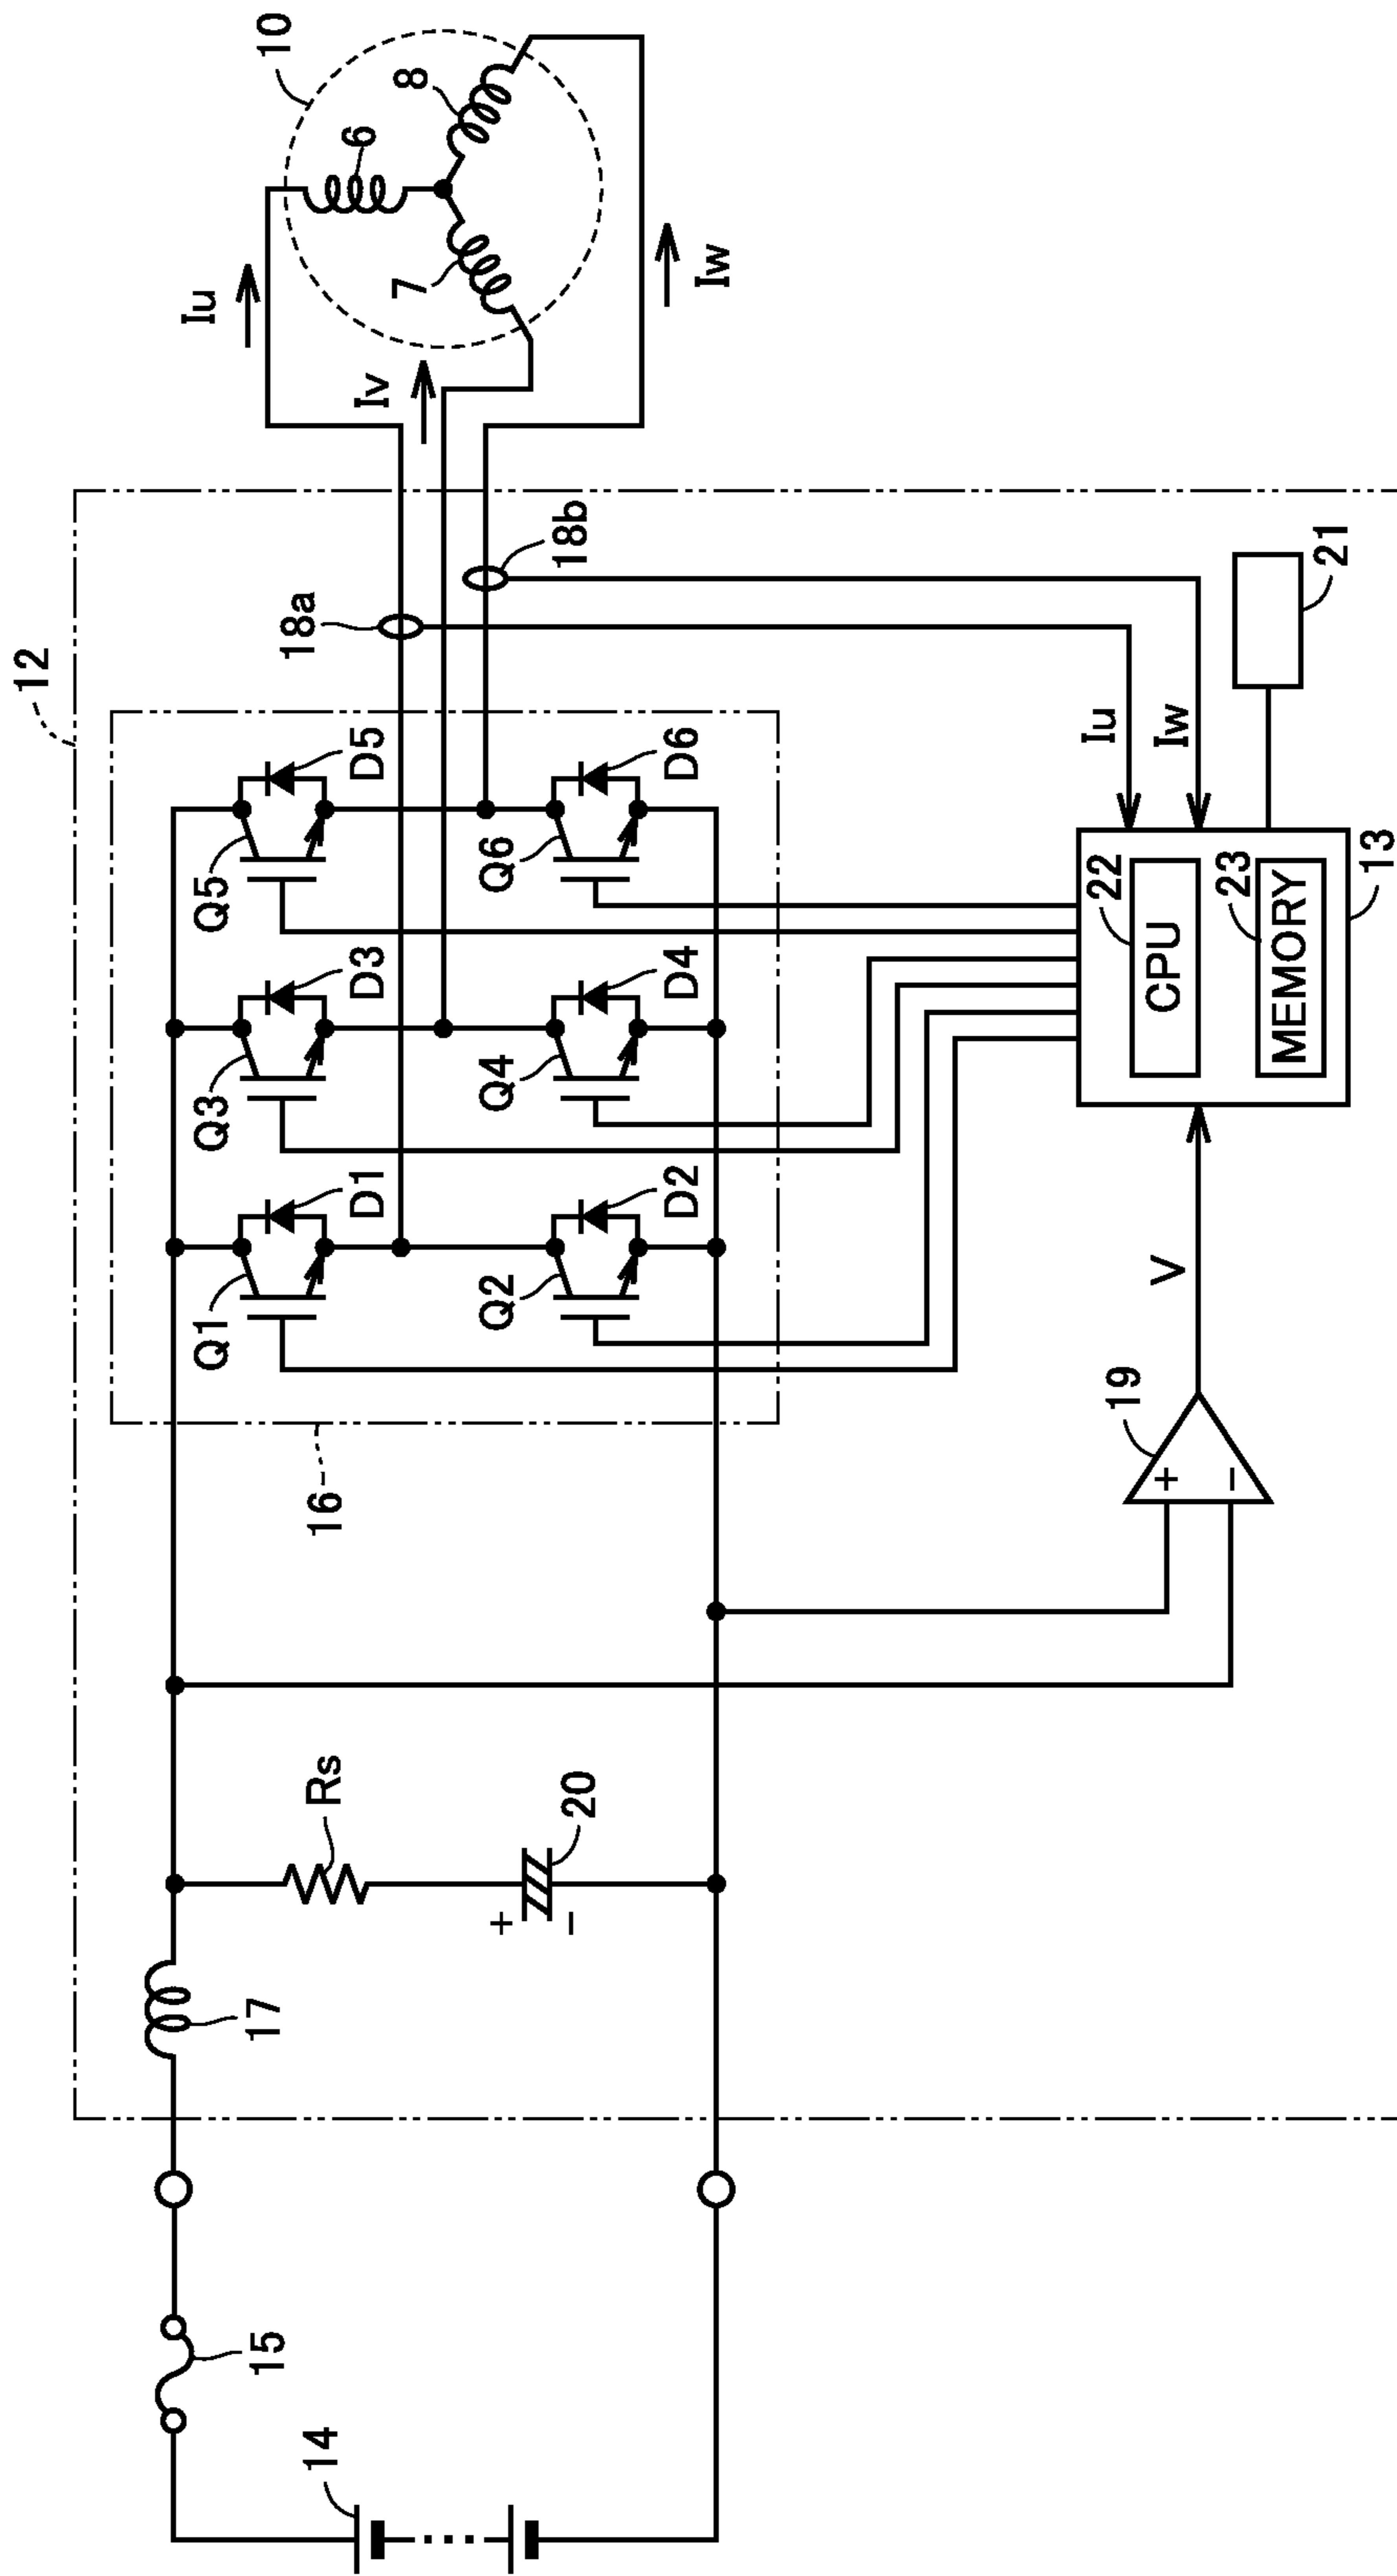 10
8
6
7
Iu
Iv
Iw
12
18a
18b
Q1
D1
Q3
D3
Q5
D5
Q2
D2
Q4
D4
Q6
D6
16
14
15
17
Rs
+
20
−
19
+
−
V
Iu
Iw
22
CPU
23
MEMORY
13
21